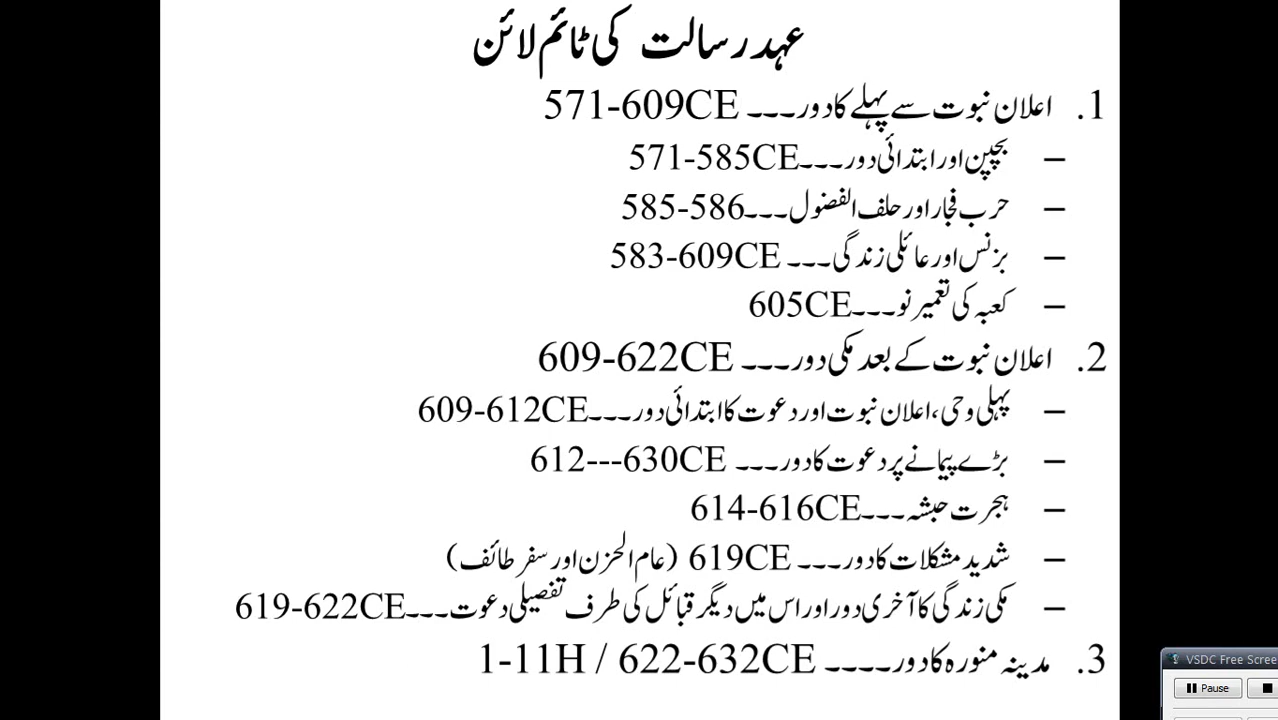 عہد رسالت کی ٹائم لائن
1. اعلان نبوت سے پہلے کا دور۔۔۔ 571-609CE
– بچپن اور ابتدائی دور۔۔۔571-585CE
– حرب فجار اور حلف الفضول۔۔۔585-586
– بزنس اور عائلی زندگی۔۔۔ 583-609CE
– کعبہ کی تعمیر نو۔۔۔605CE
2. اعلان نبوت کے بعد مکی دور۔۔۔ 609-622CE
– پہلی وحی، اعلان نبوت اور دعوت کا ابتدائی دور۔۔۔609-612CE
– بڑے پیمانے پر دعوت کا دور۔۔۔ 612---630CE
– ہجرت حبشہ۔۔۔614-616CE
– شدید مشکلات کا دور۔۔۔ 619CE (عام الحزن اور سفر طائف)
– مکی زندگی کا آخری دور اور اس میں دیگر قبائل کی طرف تفصیلی دعوت۔۔۔619-622CE
3. مدینہ منورہ کا دور۔۔۔۔ 1-11H / 622-632CE
VSDC Free Scree
Pause